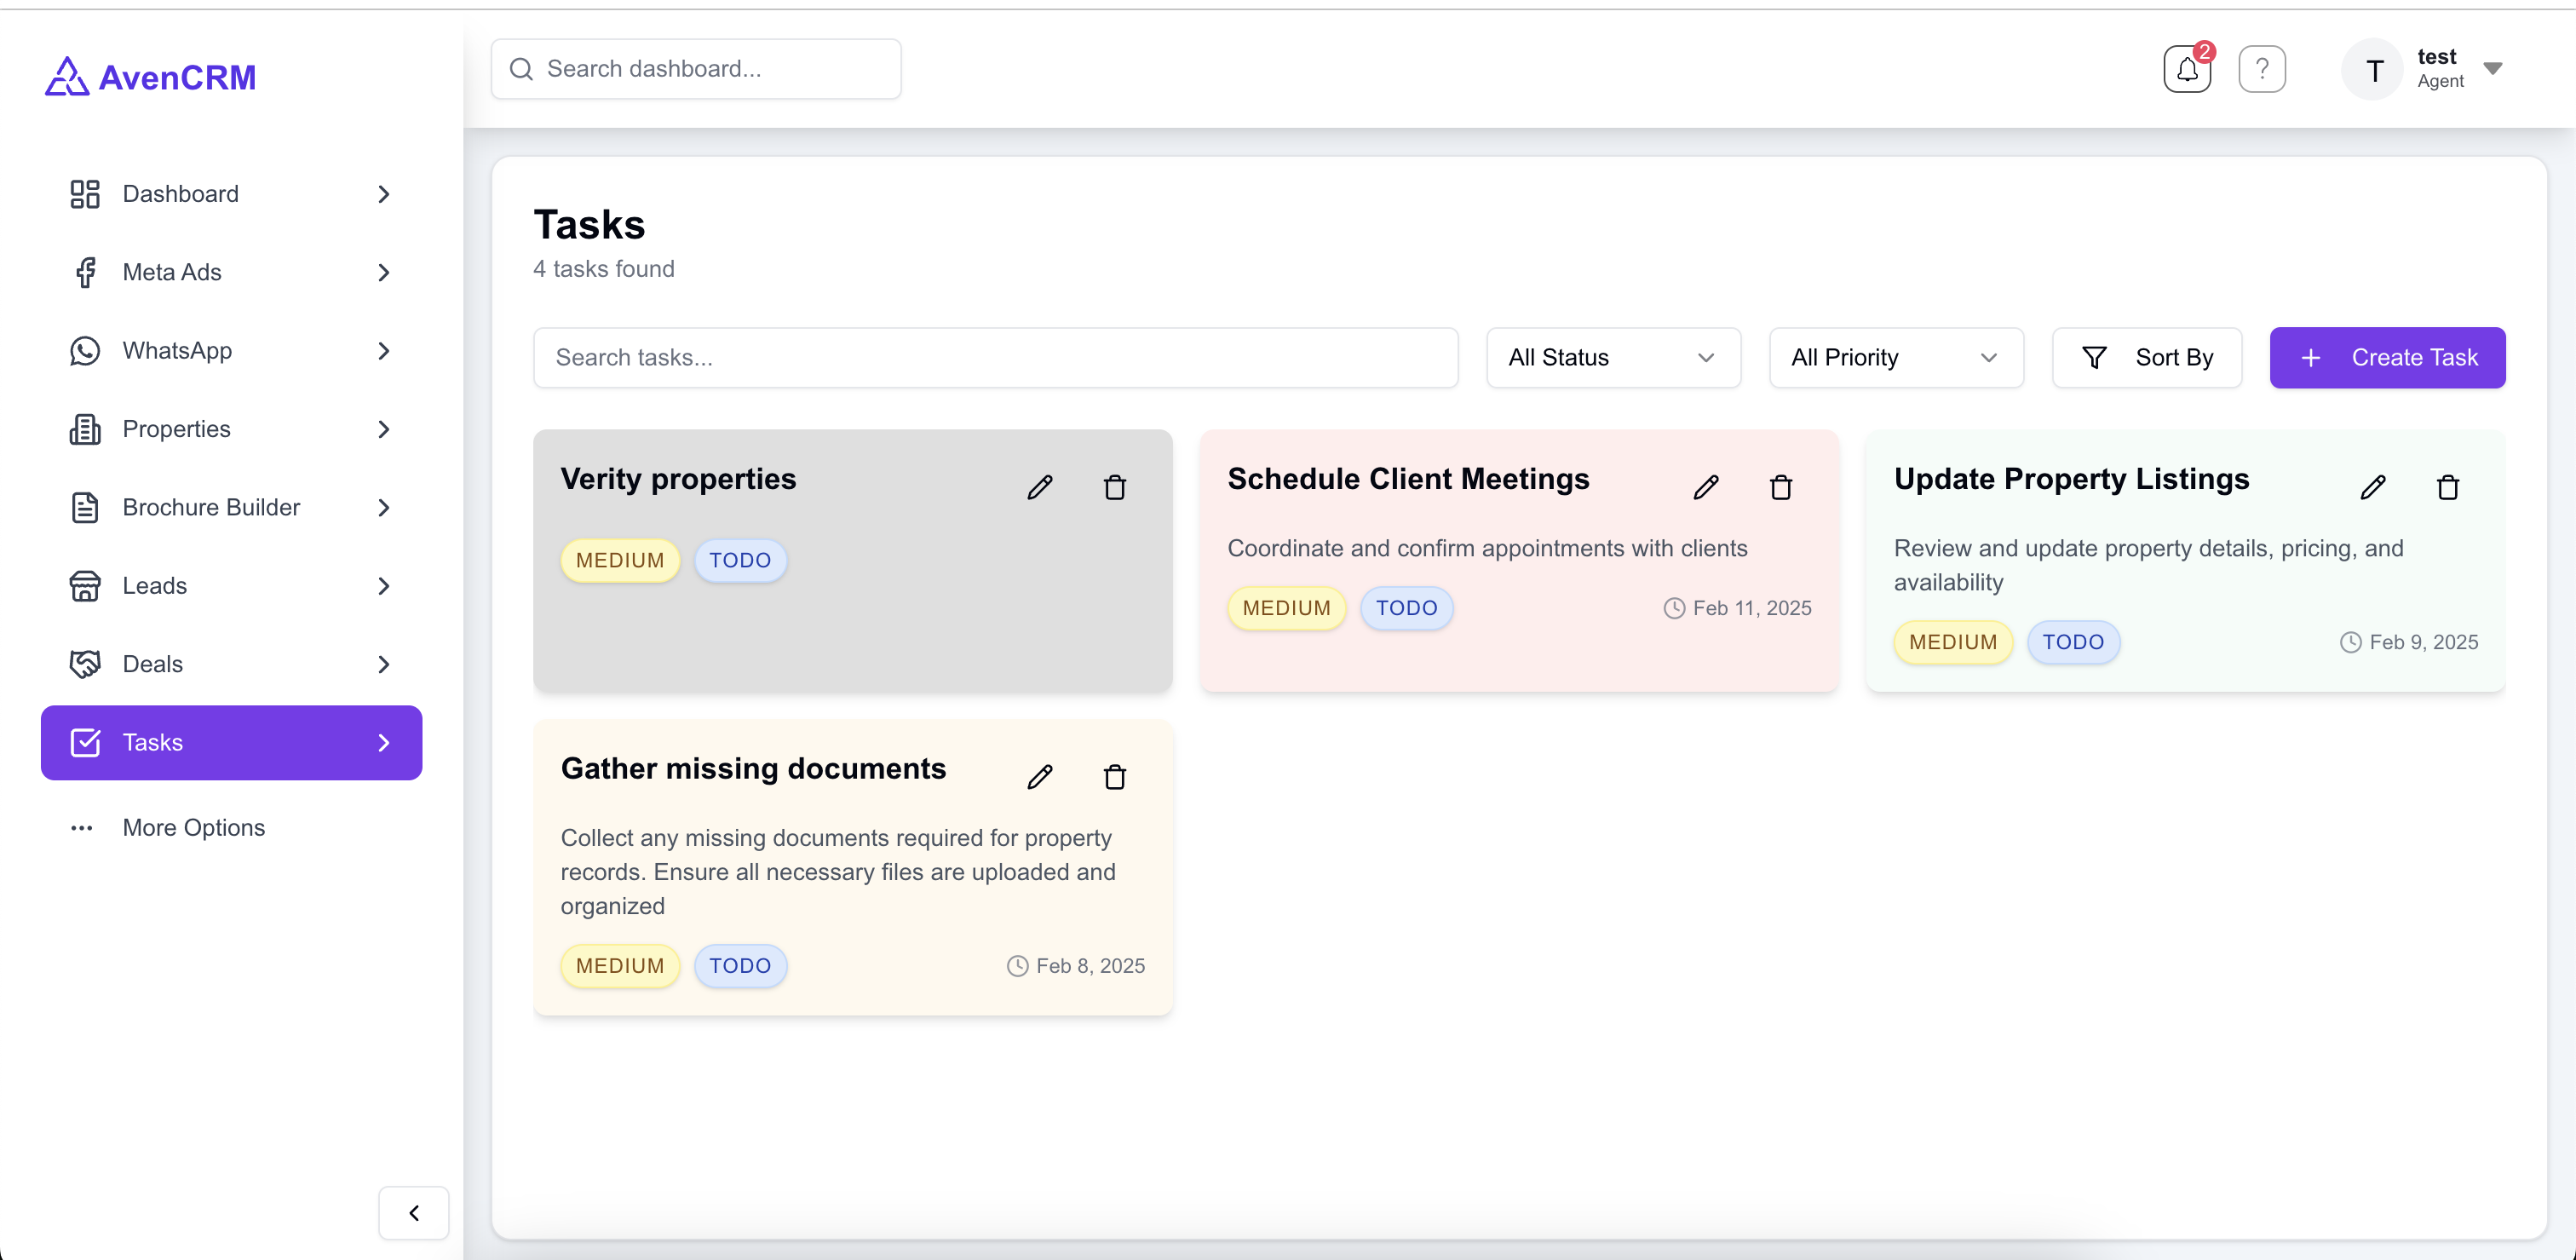 AvenCRM
Search dashboard...
2
?
T
test
Agent
Dashboard
Meta Ads
WhatsApp
Properties
Brochure Builder
Leads
Deals
Tasks
More Options
Tasks
4 tasks found
Search tasks...
All Status
All Priority
Sort By
Create Task
Verity properties
MEDIUM
TODO
Schedule Client Meetings
Coordinate and confirm appointments with clients
MEDIUM
TODO
Feb 11, 2025
Update Property Listings
Review and update property details, pricing, and
availability
MEDIUM
TODO
Feb 9, 2025
Gather missing documents
Collect any missing documents required for property
records. Ensure all necessary files are uploaded and
organized
MEDIUM
TODO
Feb 8, 2025